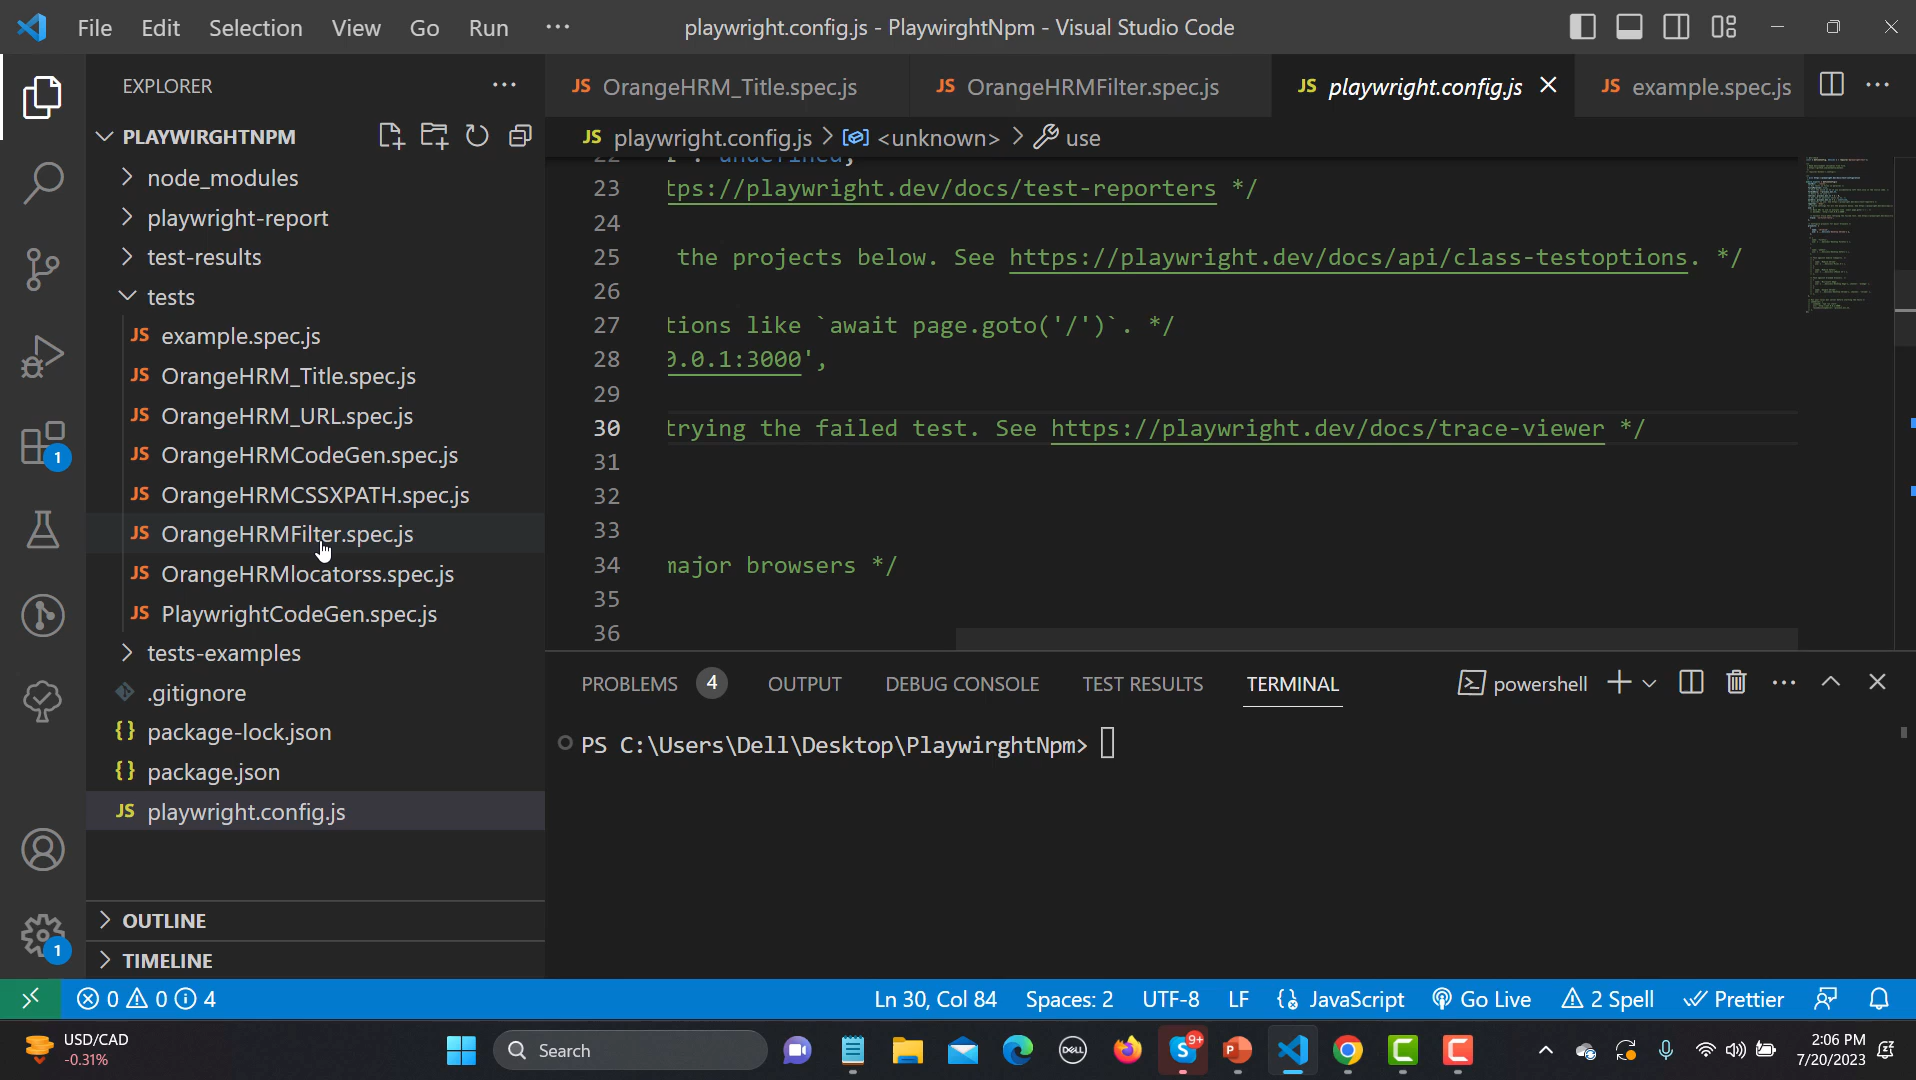 File Edit Selection View Go Run ··· playwright.config.js - PlaywirghtNpm - Visual Studio Code
EXPLORER
PLAYWIRGHTNPM
node_modules
playwright-report
test-results
tests
JS example.spec.js
JS OrangeHRM_Title.spec.js
JS OrangeHRM_URL.spec.js
JS OrangeHRMCodeGen.spec.js
JS OrangeHRMCSSXPATH.spec.js
JS OrangeHRMFilter.spec.js
JS OrangeHRMlocatorss.spec.js
JS PlaywrightCodeGen.spec.js
tests-examples
.gitignore
{} package-lock.json
{} package.json
JS playwright.config.js
OUTLINE
TIMELINE
1
1
JS OrangeHRM_Title.spec.js JS OrangeHRMFilter.spec.js JS playwright.config.js JS example.spec.js
JS playwright.config.js > <unknown> > use
22 1 : undefined,
23 tps://playwright.dev/docs/test-reporters */
24
25 the projects below. See https://playwright.dev/docs/api/class-testoptions. */
26
27 tions like `await page.goto('/')`. */
28 0.0.1:3000',
29
30 trying the failed test. See https://playwright.dev/docs/trace-viewer */
31
32
33
34 major browsers */
35
36
PROBLEMS 4 OUTPUT DEBUG CONSOLE TEST RESULTS TERMINAL powershell
PS C:\Users\Dell\Desktop\PlaywirghtNpm>
0 0 4 Ln 30, Col 84 Spaces: 2 UTF-8 LF JavaScript Go Live 2 Spell Prettier
USD/CAD
-0.31%
Search
DELL
9+
2:06 PM
7/20/2023